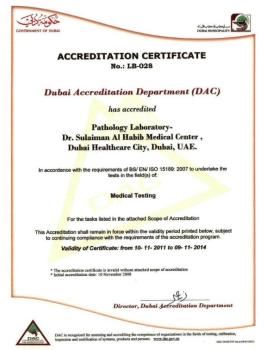 GOVERNMENT OF DUBAI
DUBAI MUNICIPALITY
ACCREDITATION CERTIFICATE
No.: LB-028
Dubai Accreditation Department (DAC)
has accredited
Pathology Laboratory-
Dr. Sulaiman Al Habib Medical Center ,
Dubai Healthcare City, Dubai, UAE.
In accordance with the requirements of BS/ EN/ ISO 15189: 2007 to undertake the
tests in the field(s) of:
Medical Testing
For the tasks listed in the attached Scope of Accreditation
This Accreditation shall remain in force within the validity period printed below, subject
to continuing compliance with the requirements of the accreditation program.
Validity of Certificate: from 10- 11- 2011 to 09- 11- 2014
* The accreditation certificate is invalid without attached scope of accreditation
* Initial accreditation date: 10 November 2008
Director, Dubai Accreditation Department
DAC
DAC is recognized for assessing and accrediting the competence of organizations in the fields of testing, calibration,
inspection and certification of systems, products and persons